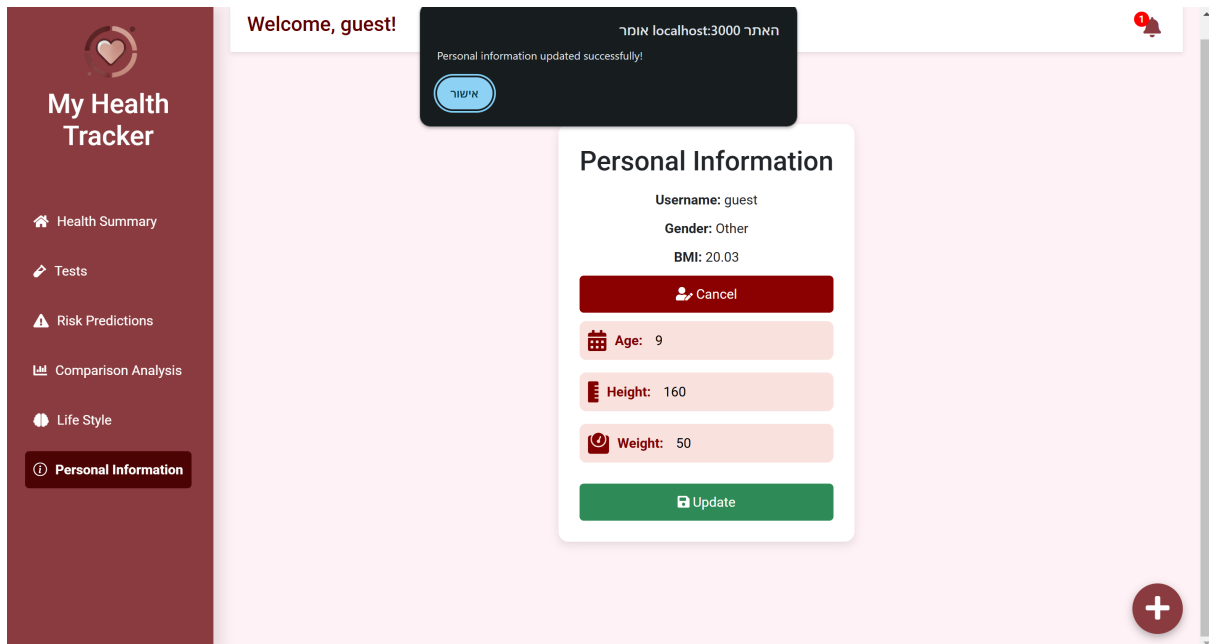 My Health
Tracker
Health Summary
Tests
Risk Predictions
Comparison Analysis
Life Style
Personal Information
Welcome, guest!
1
האתר localhost:3000 אומר
Personal information updated successfully!
אישור
Personal Information
Username: guest
Gender: Other
BMI: 20.03
Cancel
Age: 9
Height: 160
Weight: 50
Update